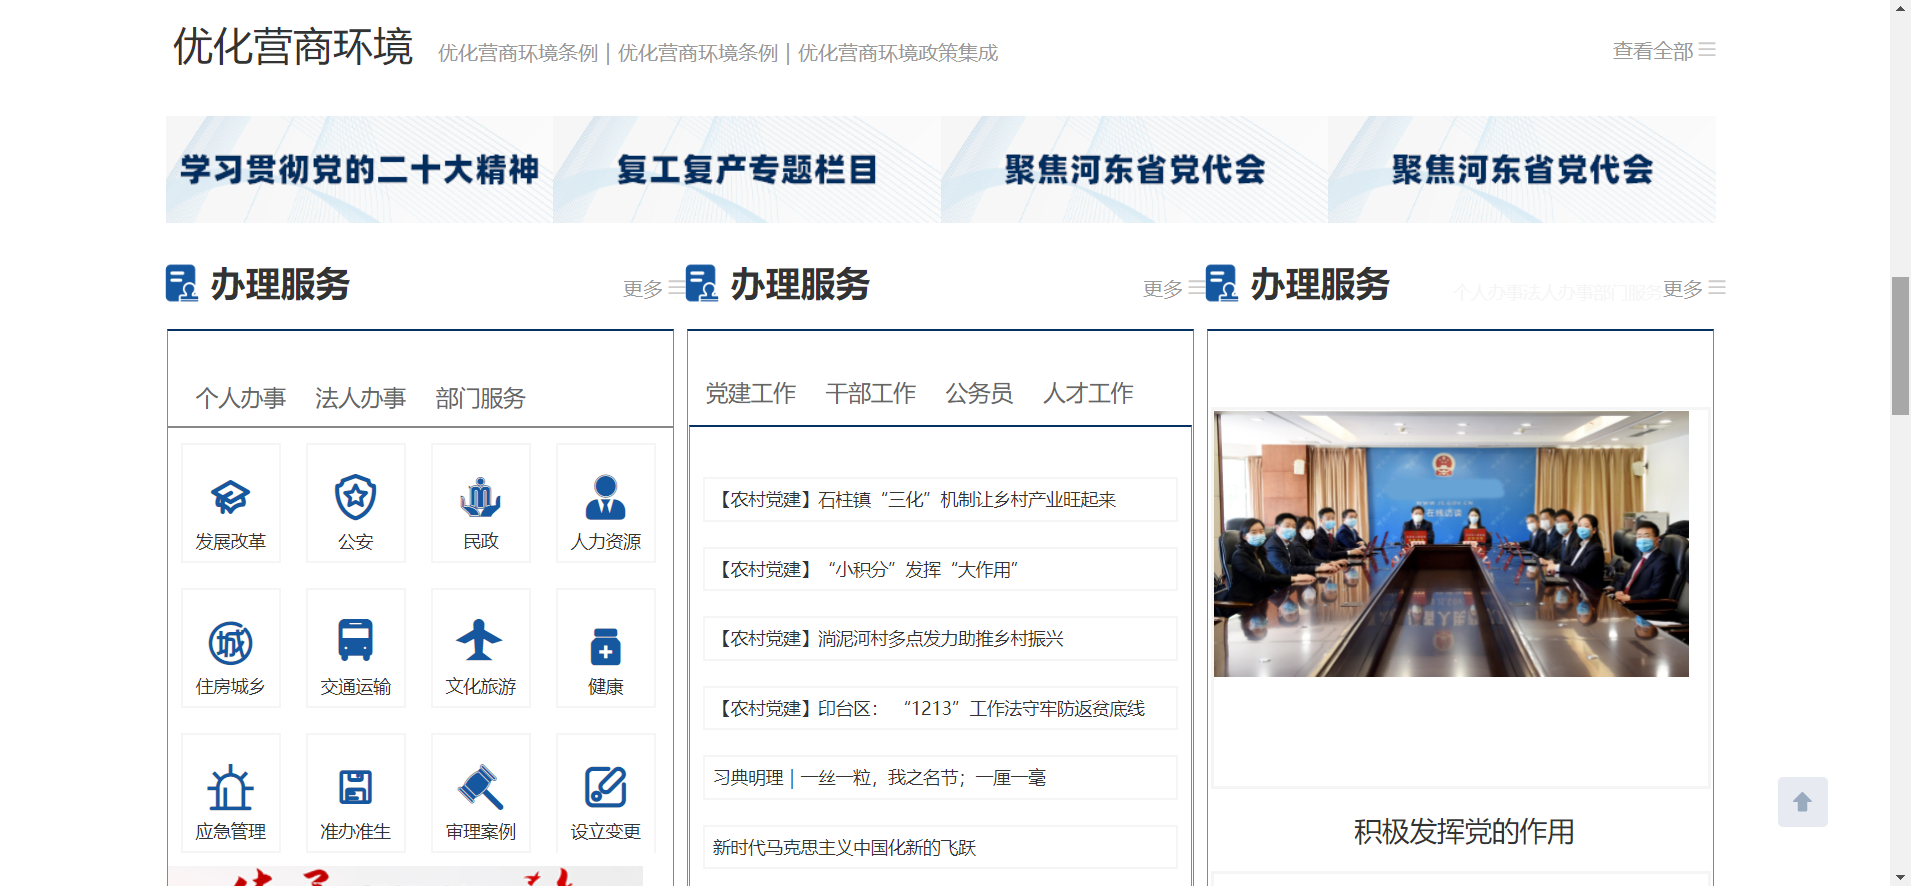 优化营商环境 优化营商环境条例 | 优化营商环境条例 | 优化营商环境政策集成 查看全部
学习贯彻党的二十大精神 复工复产专题栏目 聚焦河东省党代会 聚焦河东省党代会
办理服务 更多
个人办事 法人办事 部门服务
发展改革 公安 民政 人力资源
住房城乡 交通运输 文化旅游 健康
应急管理 准办准生 审理案例 设立变更
办理服务 更多
党建工作 干部工作 公务员 人才工作
【农村党建】石柱镇“三化”机制让乡村产业旺起来
【农村党建】“小积分”发挥“大作用”
【农村党建】淌泥河村多点发力助推乡村振兴
【农村党建】印台区： “1213”工作法守牢防返贫底线
习典明理 | 一丝一粒，我之名节；一厘一毫
新时代马克思主义中国化新的飞跃
办理服务 个人办事法人办事部门服务 更多
在线访谈
积极发挥党的作用